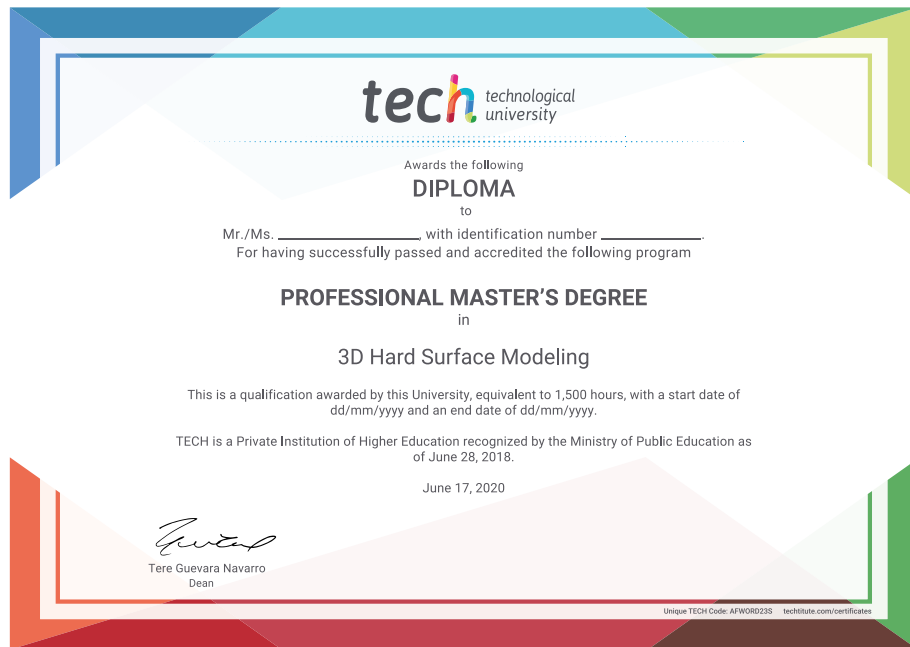 tech technological
university
Awards the following
DIPLOMA
to
Mr./Ms. ____________, with identification number ____________.
For having successfully passed and accredited the following program
PROFESSIONAL MASTER'S DEGREE
in
3D Hard Surface Modeling
This is a qualification awarded by this University, equivalent to 1,500 hours, with a start date of
dd/mm/yyyy and an end date of dd/mm/yyyy.
TECH is a Private Institution of Higher Education recognized by the Ministry of Public Education as
of June 28, 2018.
June 17, 2020
Tere Guevara Navarro
Dean
Unique TECH Code: AFWORD23S techtitute.com/certificates